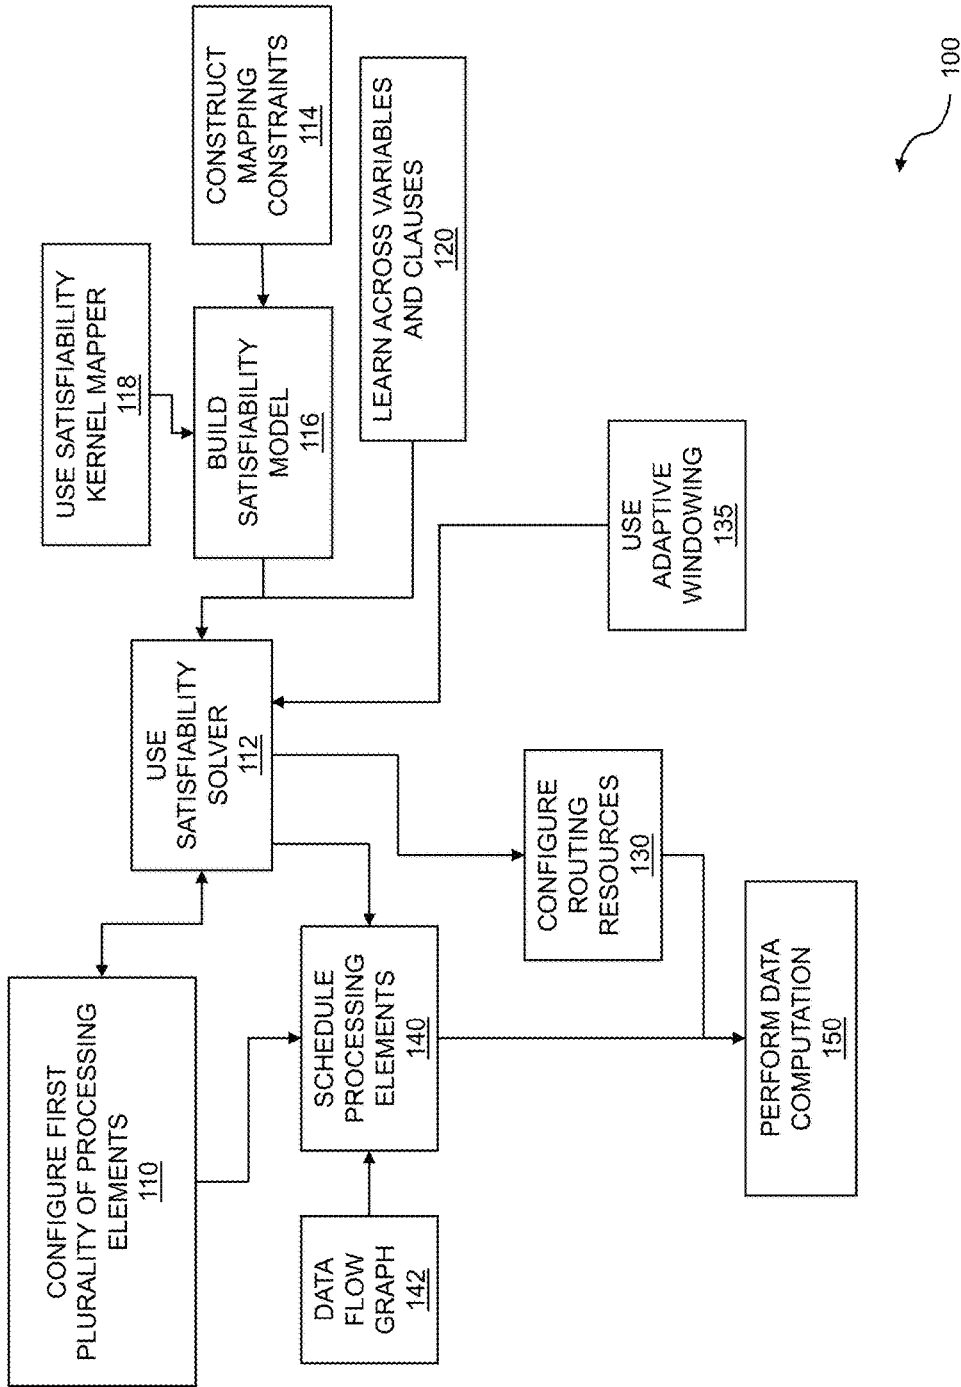 CONFIGURE FIRST
PLURALITY OF PROCESSING
ELEMENTS
110
USE
SATISFIABILITY
SOLVER
112
USE SATISFIABILITY
KERNEL MAPPER
118
BUILD
SATISFIABILITY
MODEL
116
CONSTRUCT
MAPPING
CONSTRAINTS
114
LEARN ACROSS VARIABLES
AND CLAUSES
120
DATA
FLOW
GRAPH
142
SCHEDULE
PROCESSING
ELEMENTS
140
CONFIGURE
ROUTING
RESOURCES
130
USE
ADAPTIVE
WINDOWING
135
PERFORM DATA
COMPUTATION
150
100